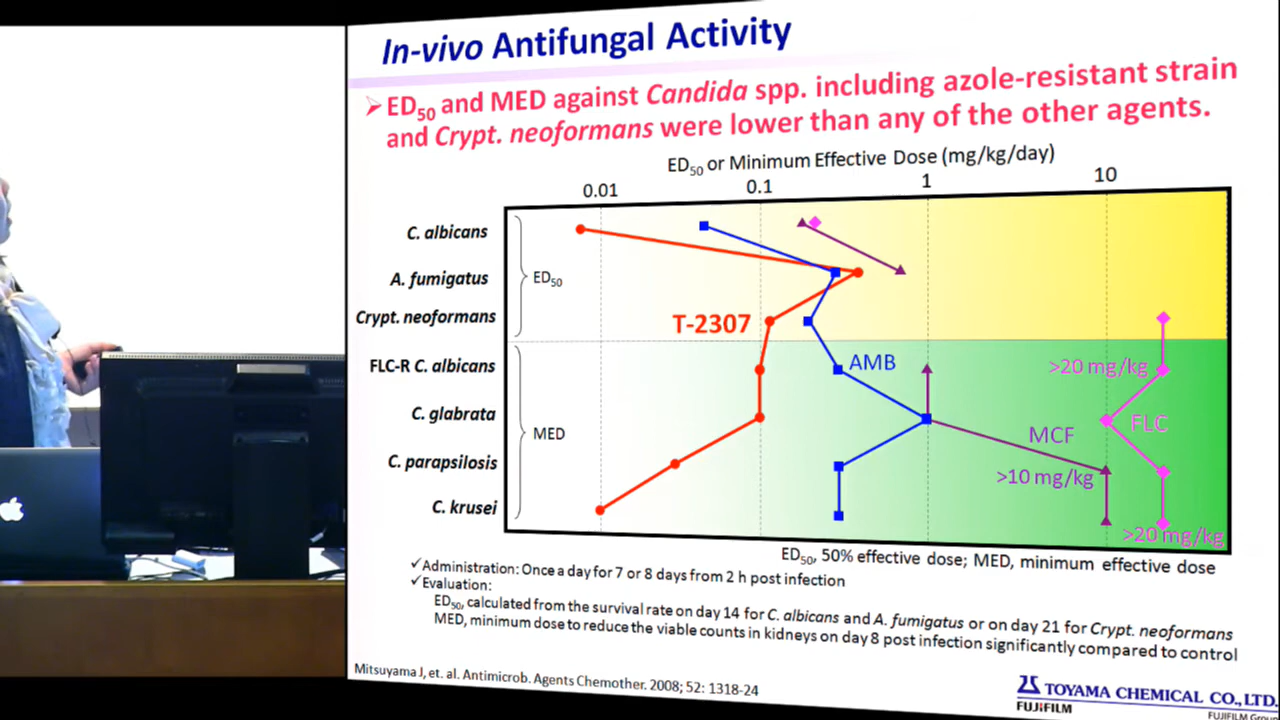 In-vivo Antifungal Activity
ED50 and MED against Candida spp. including azole-resistant strain
and Crypt. neoformans were lower than any of the other agents.
ED50 or Minimum Effective Dose (mg/kg/day)
0.01 0.1 1 10
C. albicans
A. fumigatus
ED50
Crypt. neoformans
T-2307
FLC-R C. albicans
AMB
>20 mg/kg
C. glabrata
MED
MCF
FLC
C. parapsilosis
>10 mg/kg
C. krusei
>20 mg/kg
ED50, 50% effective dose; MED, minimum effective dose
✓Administration: Once a day for 7 or 8 days from 2 h post infection
✓Evaluation:
ED50, calculated from the survival rate on day 14 for C. albicans and A. fumigatus or on day 21 for Crypt. neoformans
MED, minimum dose to reduce the viable counts in kidneys on day 8 post infection significantly compared to control
Mitsuyama J, et. al. Antimicrob. Agents Chemother. 2008; 52: 1318-24
TOYAMA CHEMICAL CO., LTD.
FUJIFILM
FUJIFILM Group